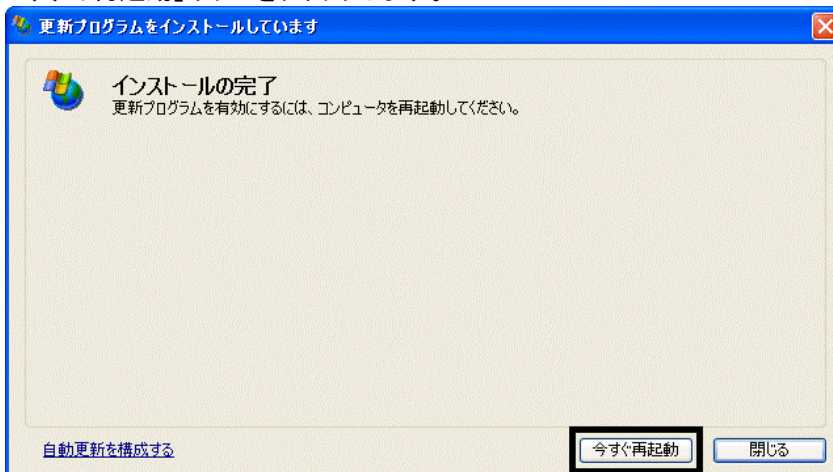 更新プログラムをインストールしています
インストールの完了
更新プログラムを有効にするには、コンピュータを再起動してください。
自動更新を構成する
今すぐ再起動
閉じる